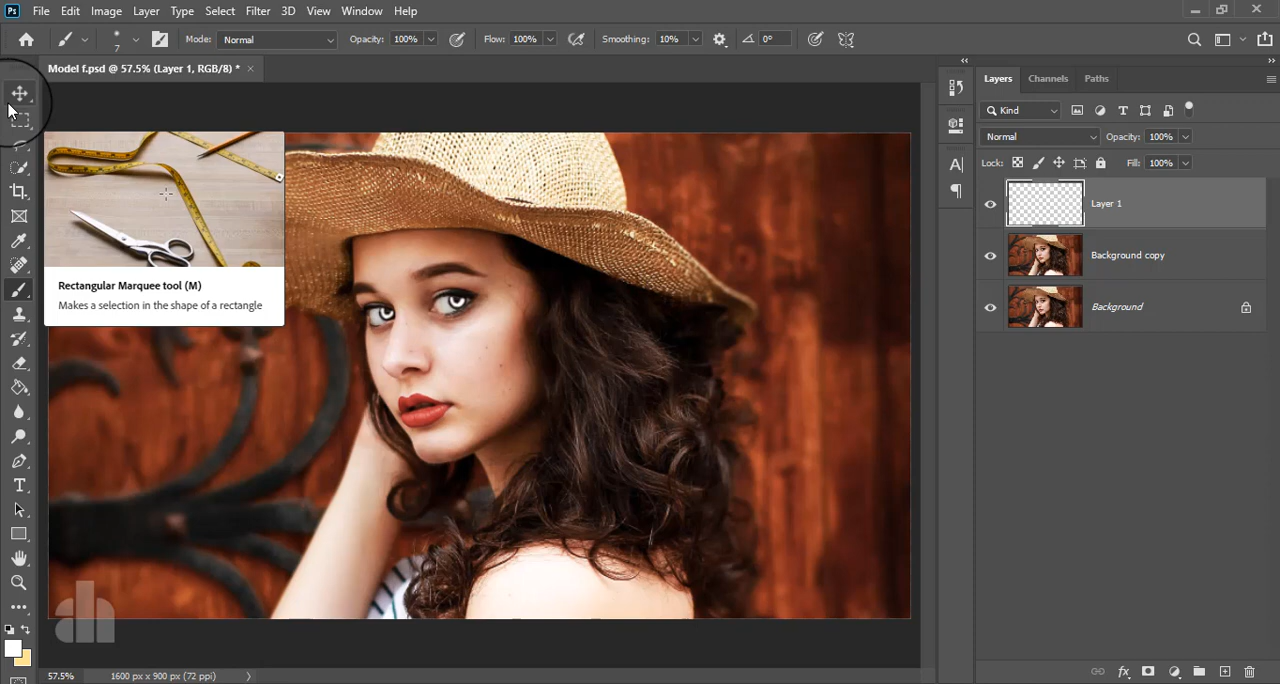 Ps File Edit Image Layer Type Select Filter 3D View Window Help
7 Mode: Normal Opacity: 100% Flow: 100% Smoothing: 10% 0°
Model f.psd @ 57.5% (Layer 1, RGB/8) * ×
Layers Channels Paths
Kind
Normal Opacity: 100%
Lock: Fill: 100%
Layer 1
Background copy
Background
Rectangular Marquee tool (M)
Makes a selection in the shape of a rectangle
57.5% 1600 px x 900 px (72 ppi)